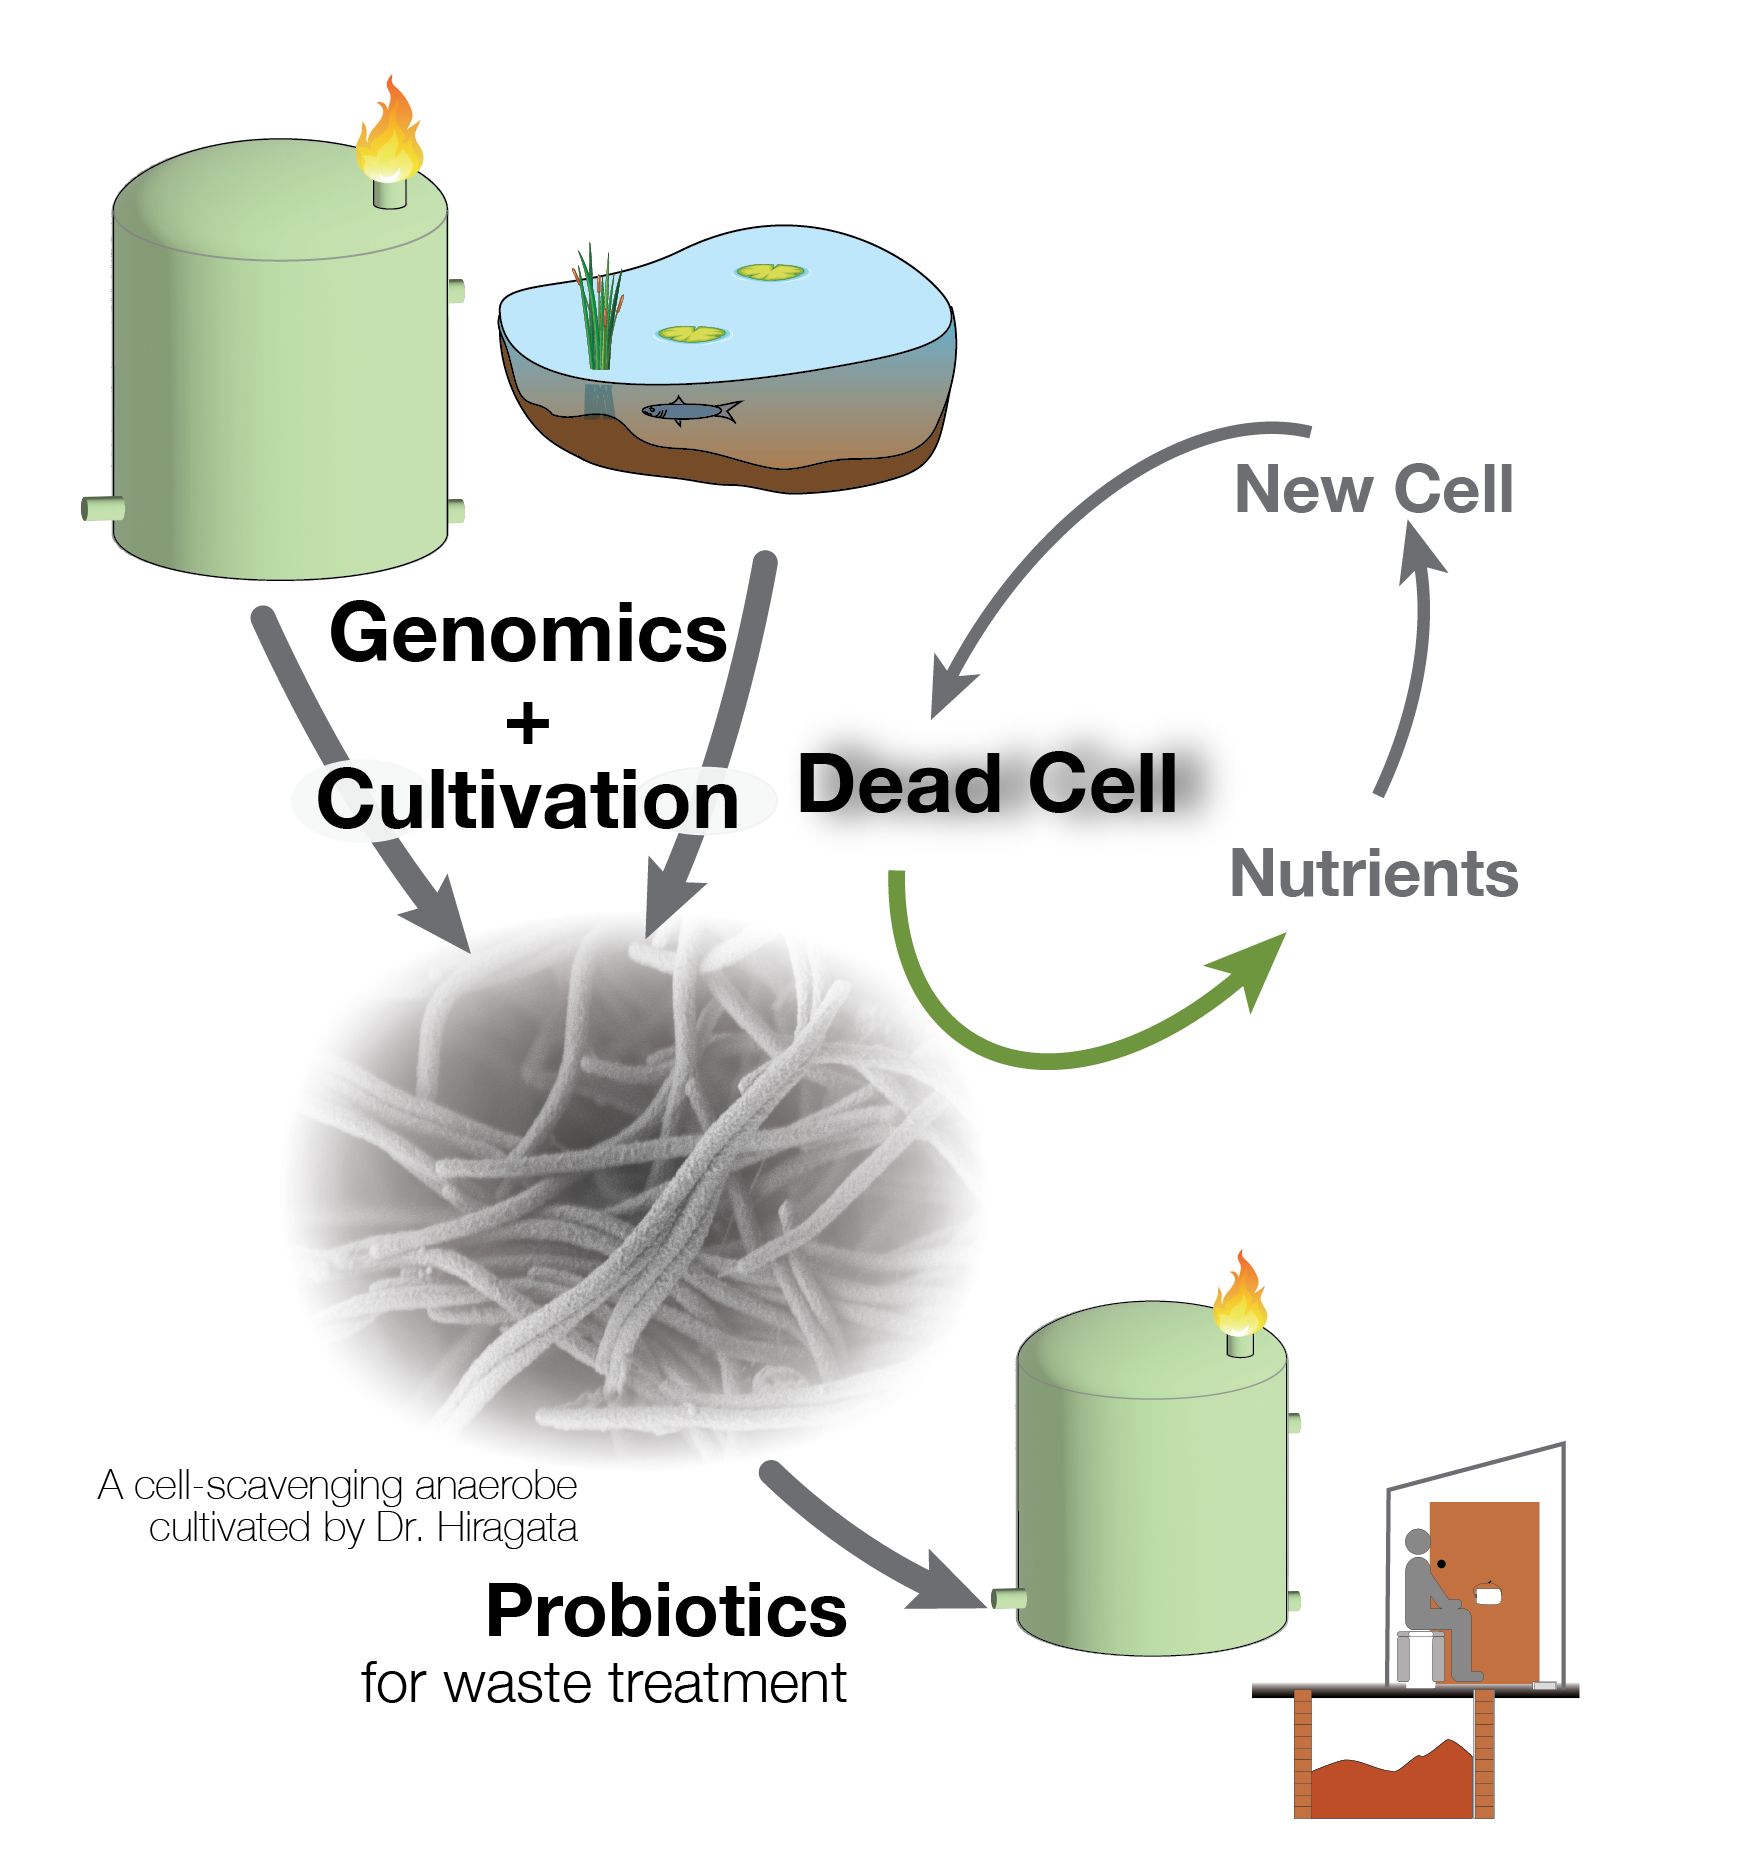 Genomics
+
Cultivation
New Cell
Dead Cell
Nutrients
A cell-scavenging anaerobe
cultivated by Dr. Hiragata
Probiotics
for waste treatment